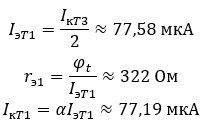 I_эТ1 = I_кТ3 / 2 ≈ 77,58 мкА
r_э1 = φ_t / I_эТ1 ≈ 322 Ом
I_кТ1 = αI_эТ1 ≈ 77,19 мкА